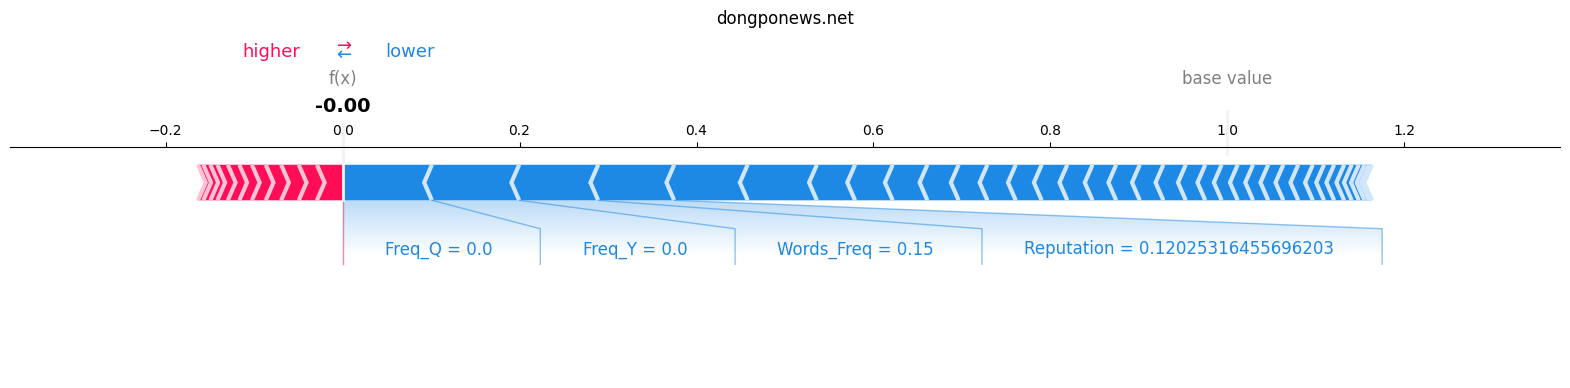 dongponews.net
higher ⇄ lower
f(x) base value
-0.00
−0.2 0.0 0.2 0.4 0.6 0.8 1.0 1.2
Freq_Q = 0.0 Freq_Y = 0.0 Words_Freq = 0.15 Reputation = 0.12025316455696203